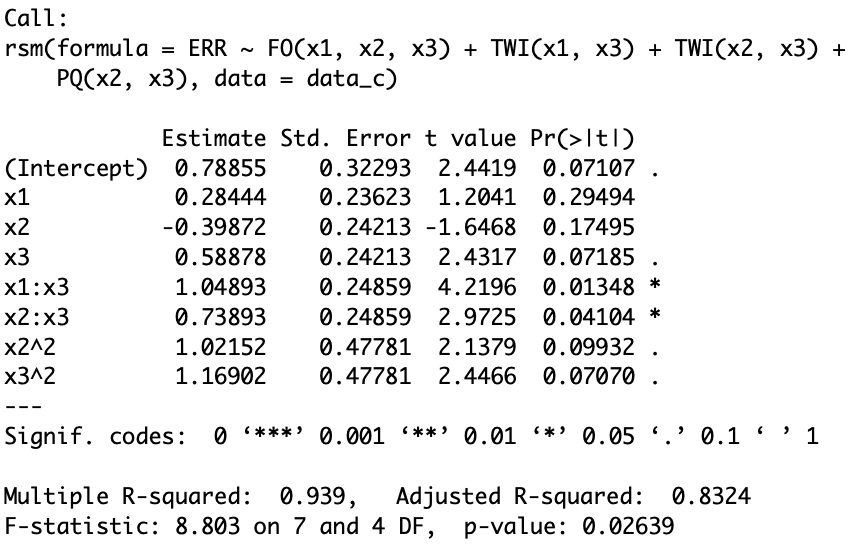 Call:
rsm(formula = ERR ~ FO(x1, x2, x3) + TWI(x1, x3) + TWI(x2, x3) +
    PQ(x2, x3), data = data_c)

            Estimate Std. Error t value Pr(>|t|)
(Intercept)  0.78855    0.32293  2.4419  0.07107 .
x1           0.28444    0.23623  1.2041  0.29494
x2          -0.39872    0.24213 -1.6468  0.17495
x3           0.58878    0.24213  2.4317  0.07185 .
x1:x3        1.04893    0.24859  4.2196  0.01348 *
x2:x3        0.73893    0.24859  2.9725  0.04104 *
x2^2         1.02152    0.47781  2.1379  0.09932 .
x3^2         1.16902    0.47781  2.4466  0.07070 .
---
Signif. codes:  0 ‘***’ 0.001 ‘**’ 0.01 ‘*’ 0.05 ‘.’ 0.1 ‘ ’ 1

Multiple R-squared:  0.939,	Adjusted R-squared:  0.8324
F-statistic: 8.803 on 7 and 4 DF,  p-value: 0.02639